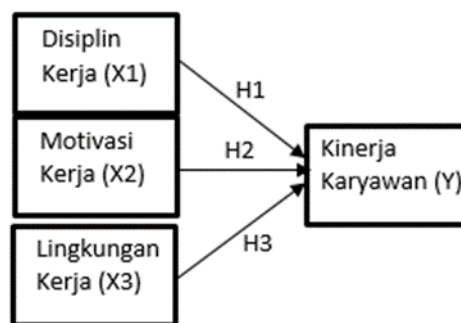 Disiplin
Kerja (X1)
H1
Motivasi
Kerja (X2)
H2
Kinerja
Karyawan (Y)
Lingkungan
Kerja (X3)
H3